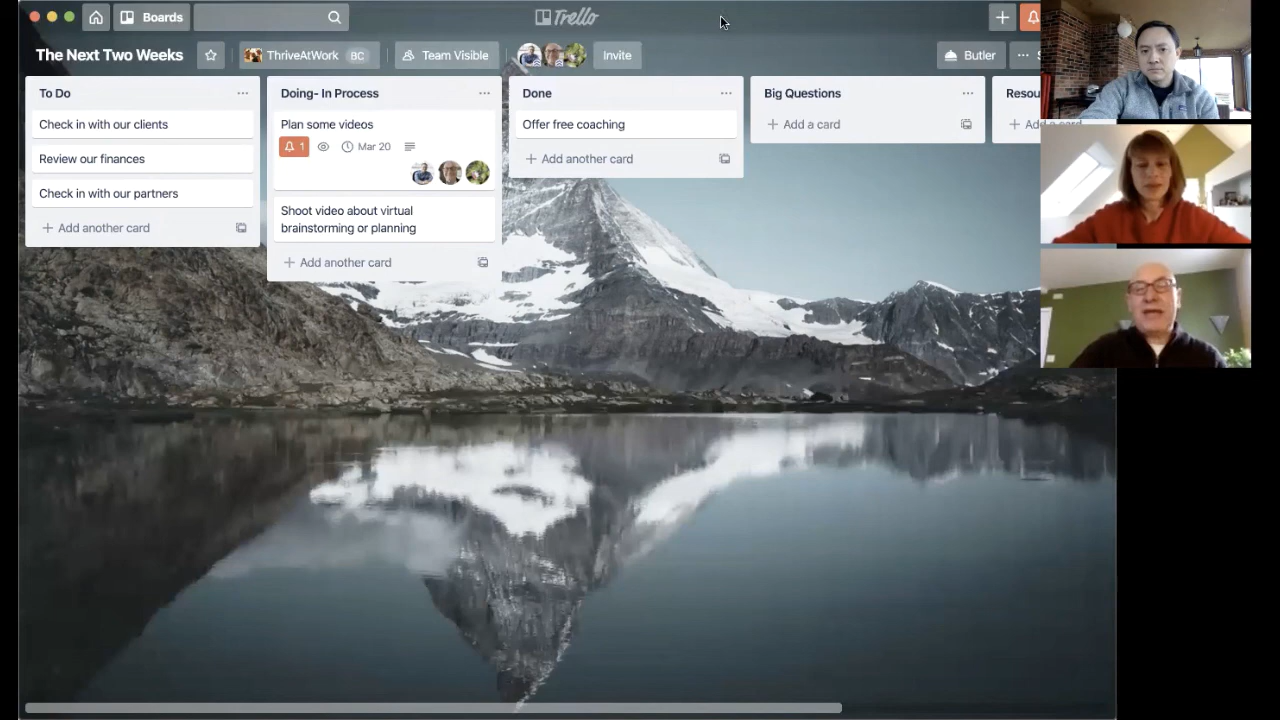 Boards
Trello
The Next Two Weeks
ThriveAtWork BC
Team Visible
Invite
Butler
To Do
Check in with our clients
Review our finances
Check in with our partners
Add another card
Doing- In Process
Plan some videos
1
Mar 20
Shoot video about virtual
brainstorming or planning
Add another card
Done
Offer free coaching
Add another card
Big Questions
Add a card
Resou
Add a card